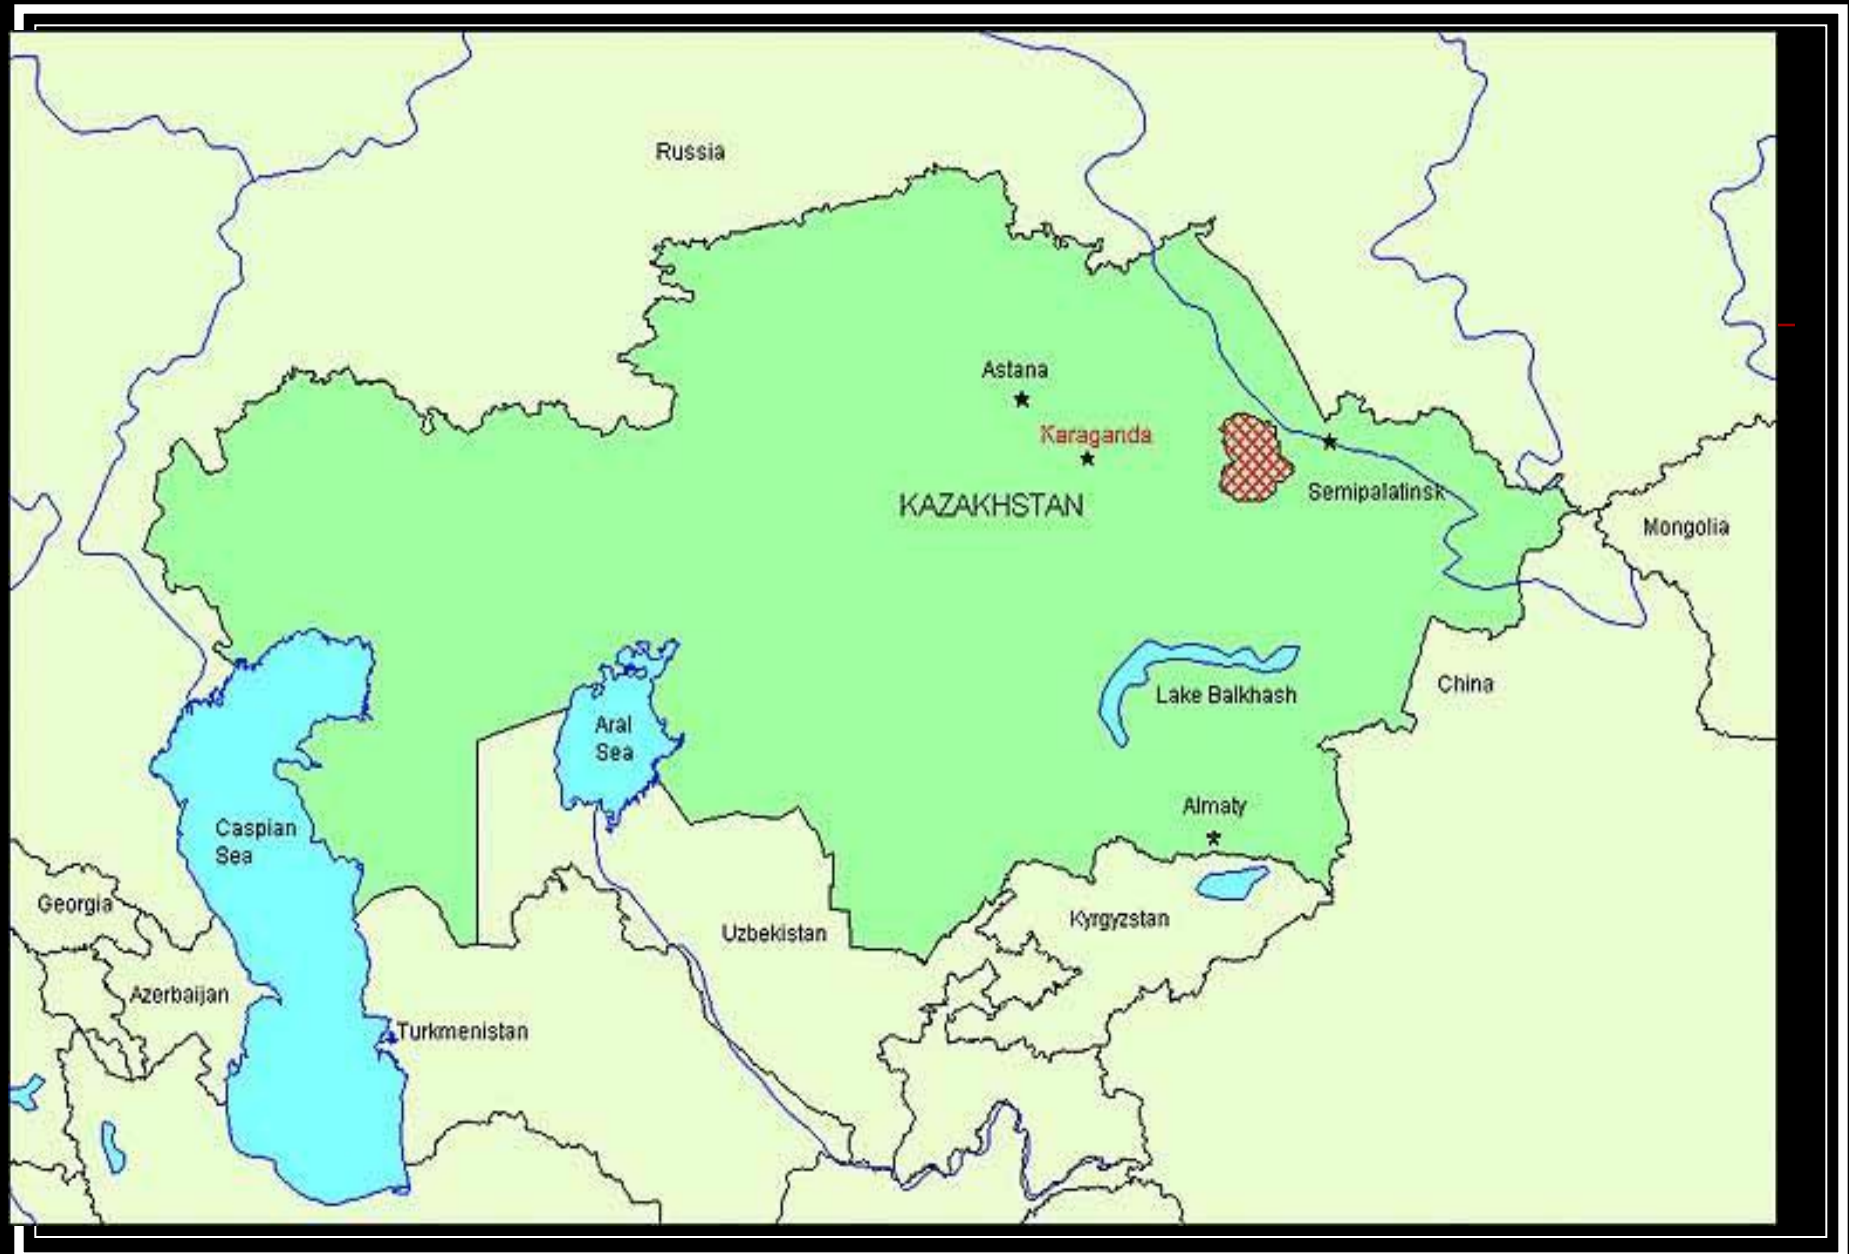 Russia
Astana
Karaganda
KAZAKHSTAN
Semipalatinsk
Mongolia
China
Lake Balkhash
Aral
Sea
Almaty
Caspian
Sea
Georgia
Kyrgyzstan
Uzbekistan
Azerbaijan
Turkmenistan